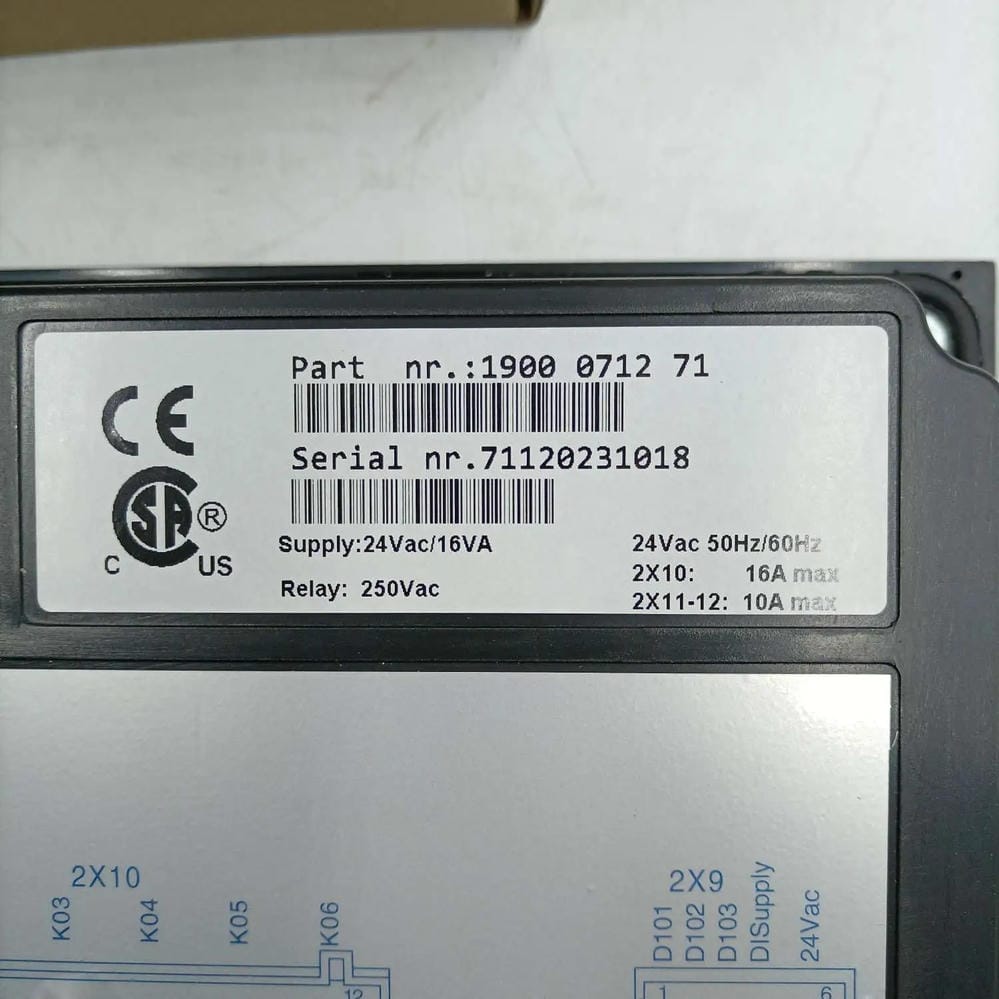 Part nr.:1900 0712 71
CE
Serial nr.71120231018
SA ®
C US
Supply:24Vac/16VA 24Vac 50Hz/60Hz
2X10: 16A max
Relay: 250Vac
2X11-12: 10A max
2X10
K03
K04
K05
K06
12
2X9
D101
D102
D103
DISupply
24Vac
1
6